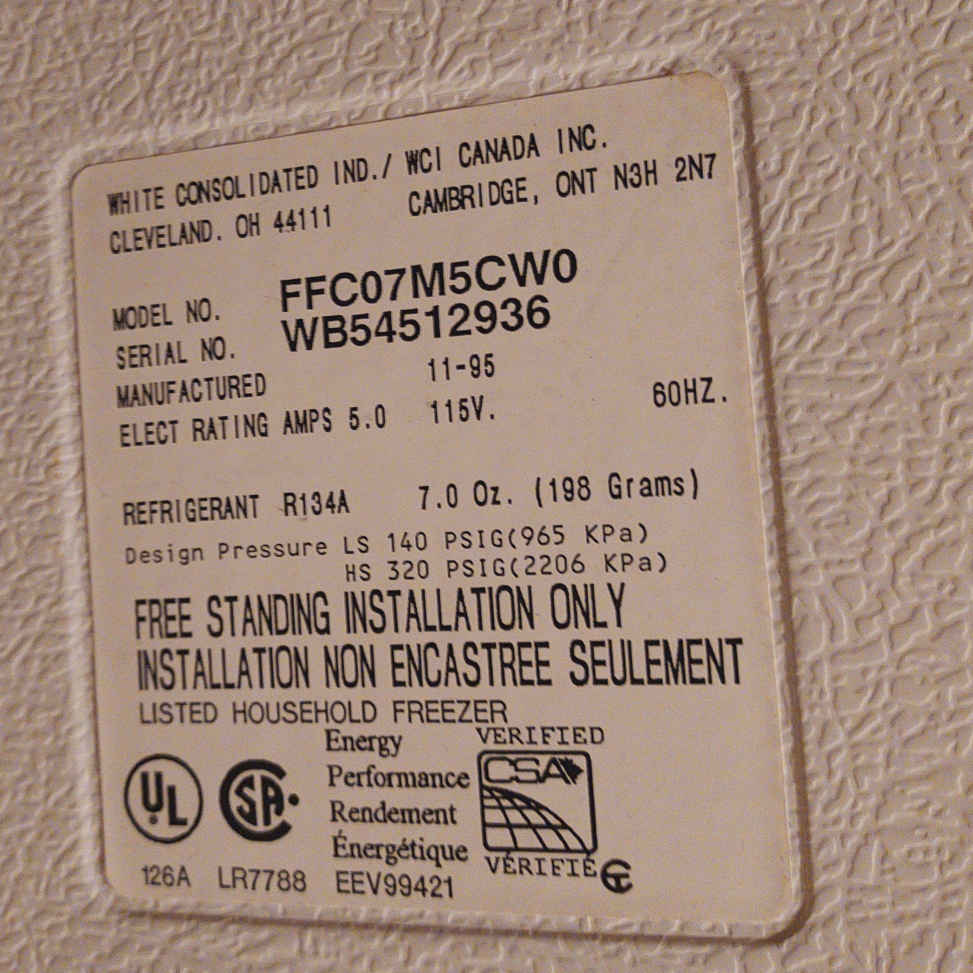 WHITE CONSOLIDATED IND./ WCI CANADA INC.
CLEVELAND. OH 44111 CAMBRIDGE, ONT N3H 2N7
MODEL NO. FFC07M5CW0
SERIAL NO. WB54512936
MANUFACTURED 11-95
ELECT RATING AMPS 5.0 115V. 60HZ.
REFRIGERANT R134A 7.0 Oz. (198 Grams)
Design Pressure LS 140 PSIG(965 KPa)
HS 320 PSIG(2206 KPa)
FREE STANDING INSTALLATION ONLY
INSTALLATION NON ENCASTREE SEULEMENT
LISTED HOUSEHOLD FREEZER
UL
126A
SA
LR7788
Energy
Performance
Rendement
Énergétique
EEV99421
VERIFIED
CSA
VÉRIFIÉ